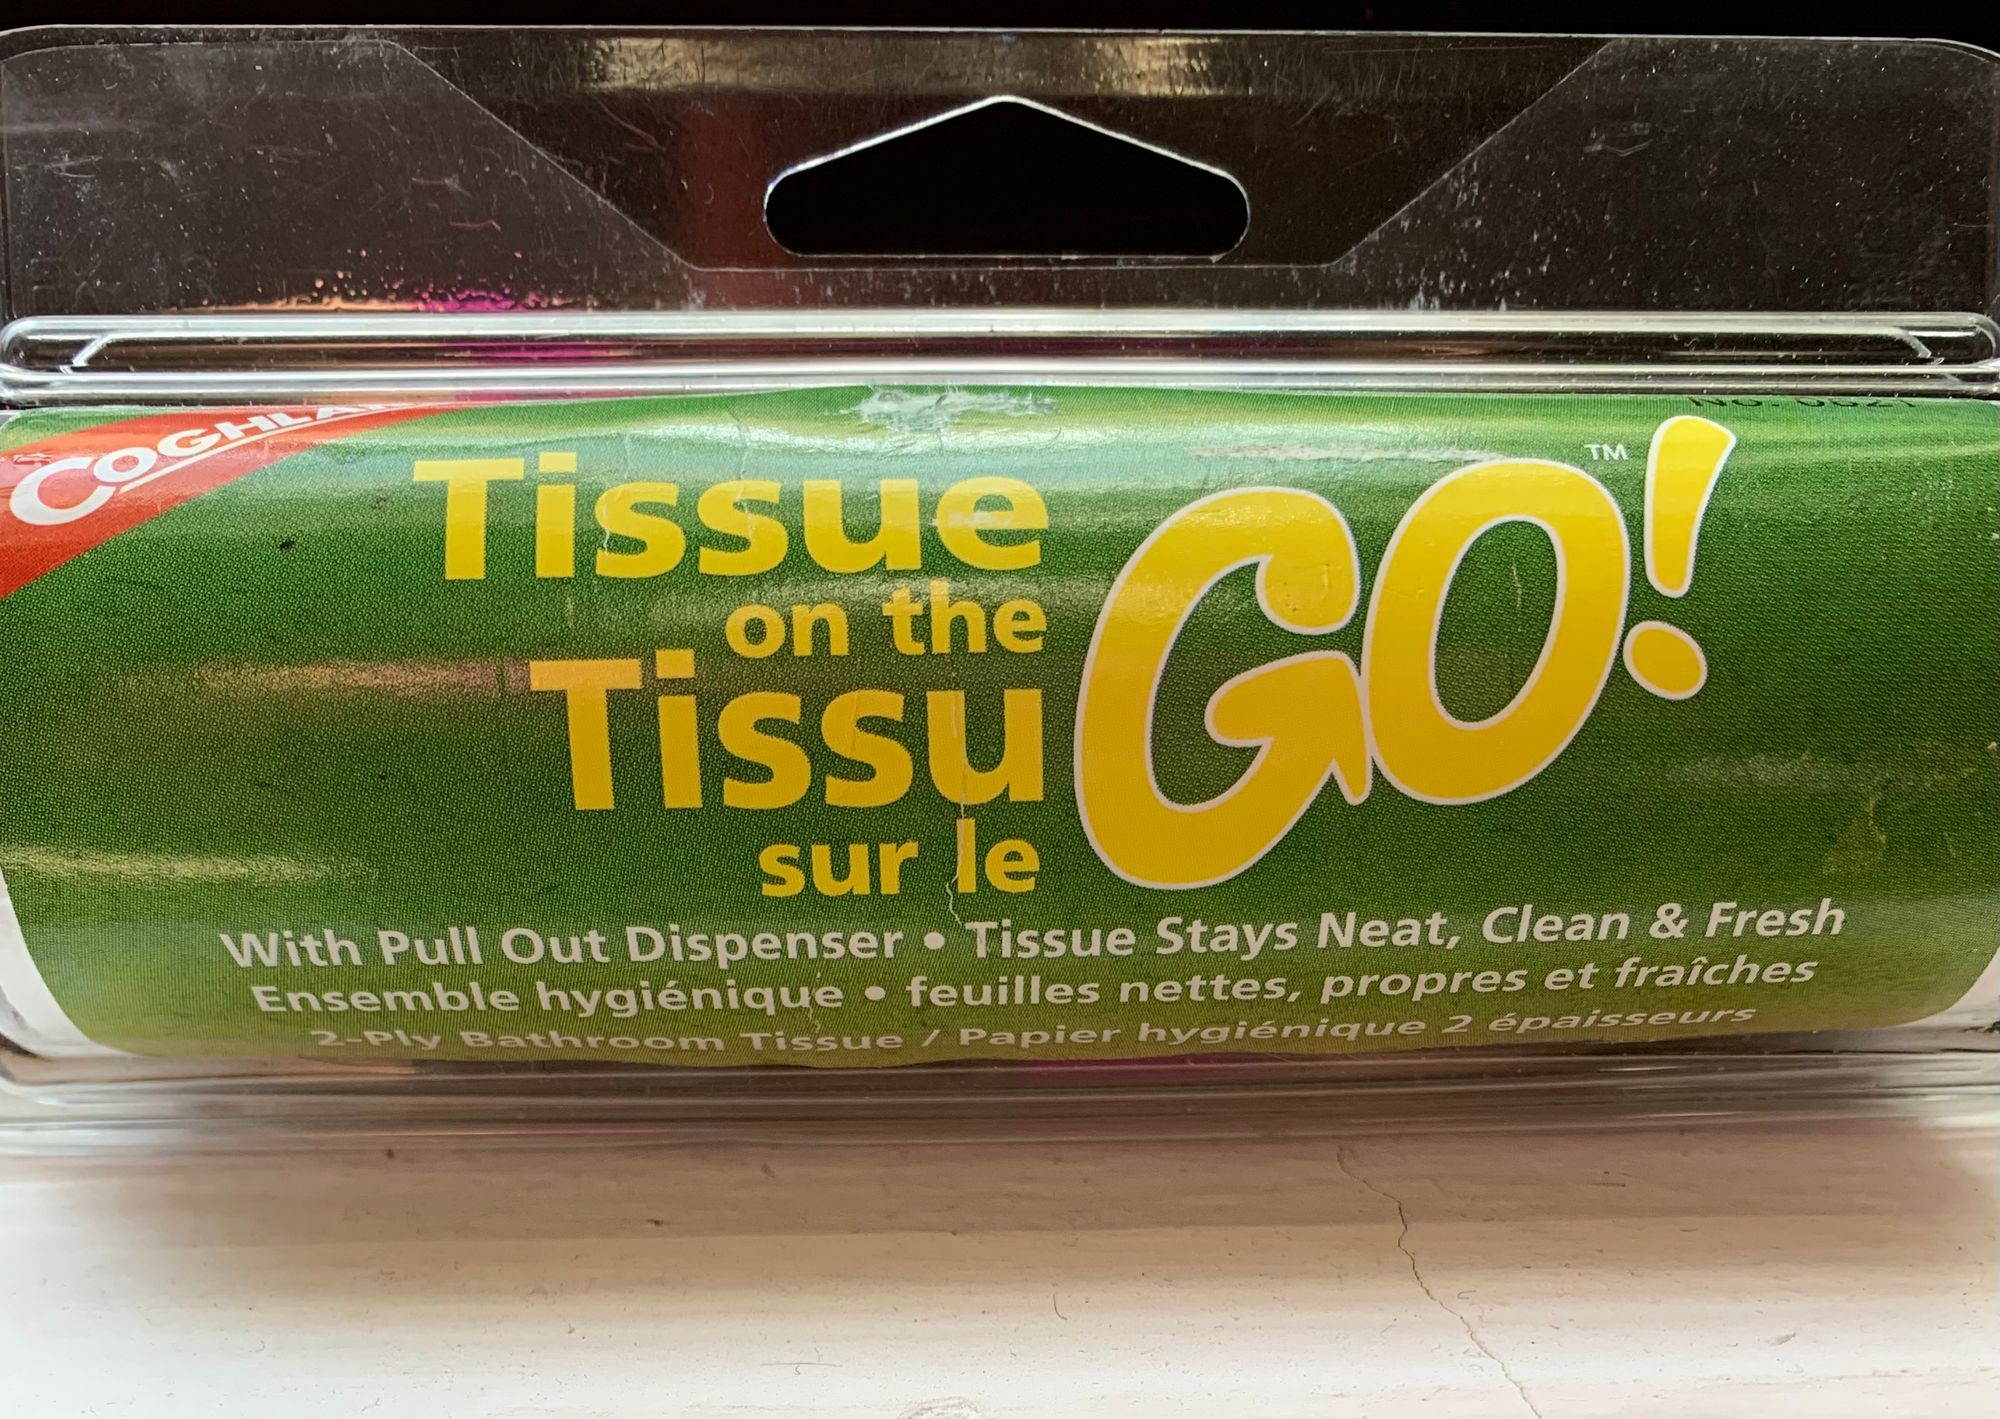 Tissue
on the
Tissu
sur le
GO!
TM
With Pull Out Dispenser • Tissue Stays Neat, Clean & Fresh
Ensemble hygiénique • feuilles nettes, propres et fraîches
2-Ply Bathroom Tissue / Papier hygiénique 2 épaisseurs